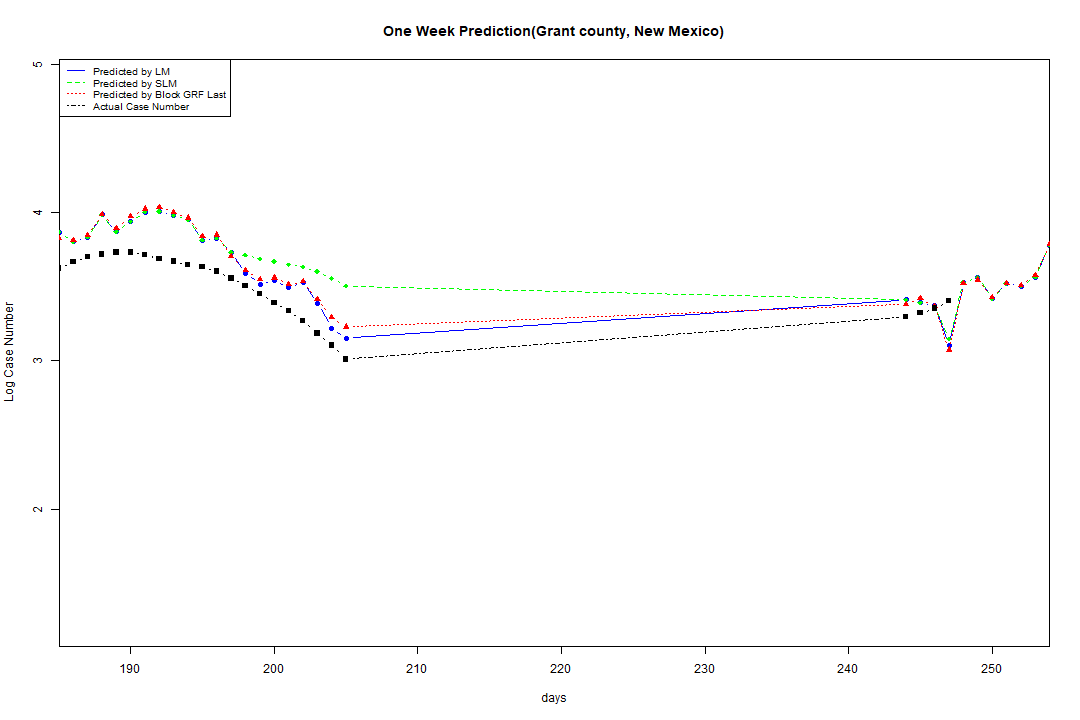 One Week Prediction(Grant county, New Mexico)
Predicted by LM
Predicted by SLM
Predicted by Block GRF Last
Actual Case Number
5
4
3
2
Log Case Number
190 200 210 220 230 240 250
days